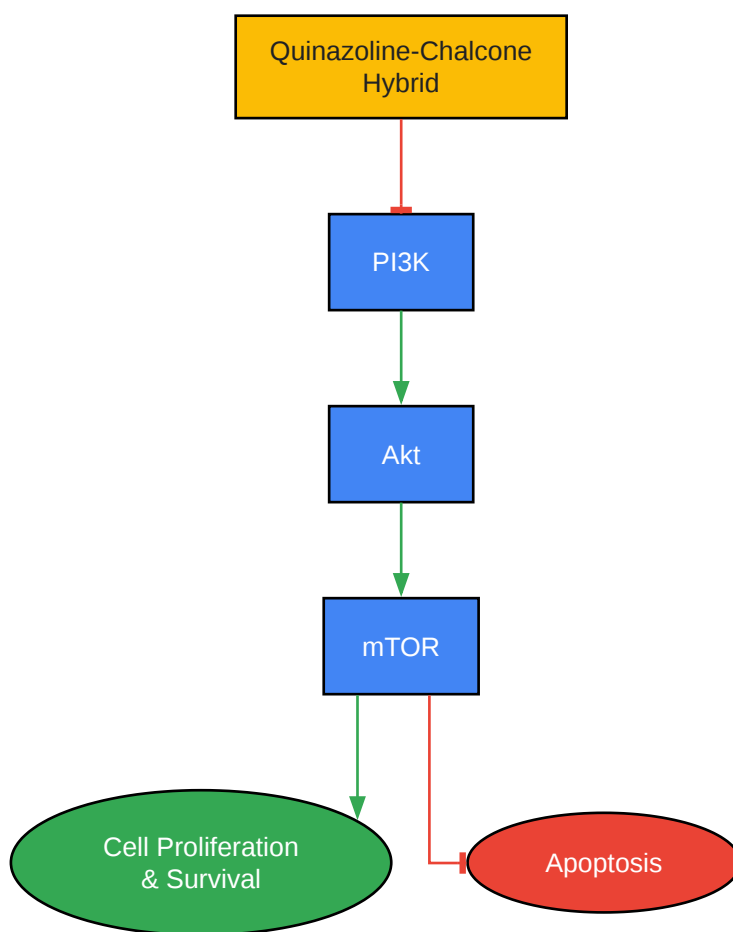 Quinazoline-Chalcone
Hybrid
PI3K
Akt
mTOR
Cell Proliferation
& Survival
Apoptosis